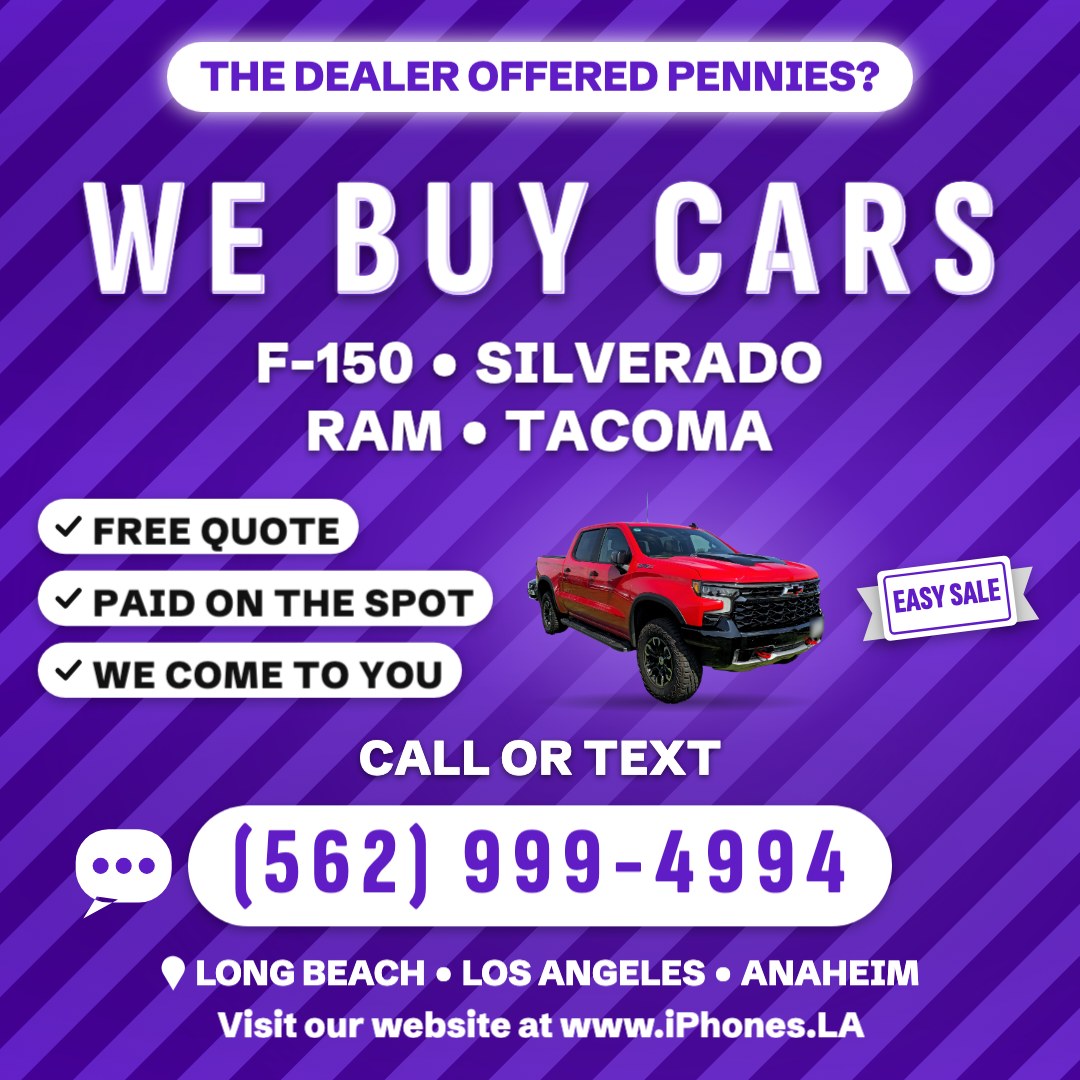 THE DEALER OFFERED PENNIES?
WE BUY CARS
F-150 • SILVERADO
RAM • TACOMA
✓ FREE QUOTE
✓ PAID ON THE SPOT
✓ WE COME TO YOU
EASY SALE
CALL OR TEXT
(562) 999-4994
LONG BEACH • LOS ANGELES • ANAHEIM
Visit our website at www.iPhones.LA